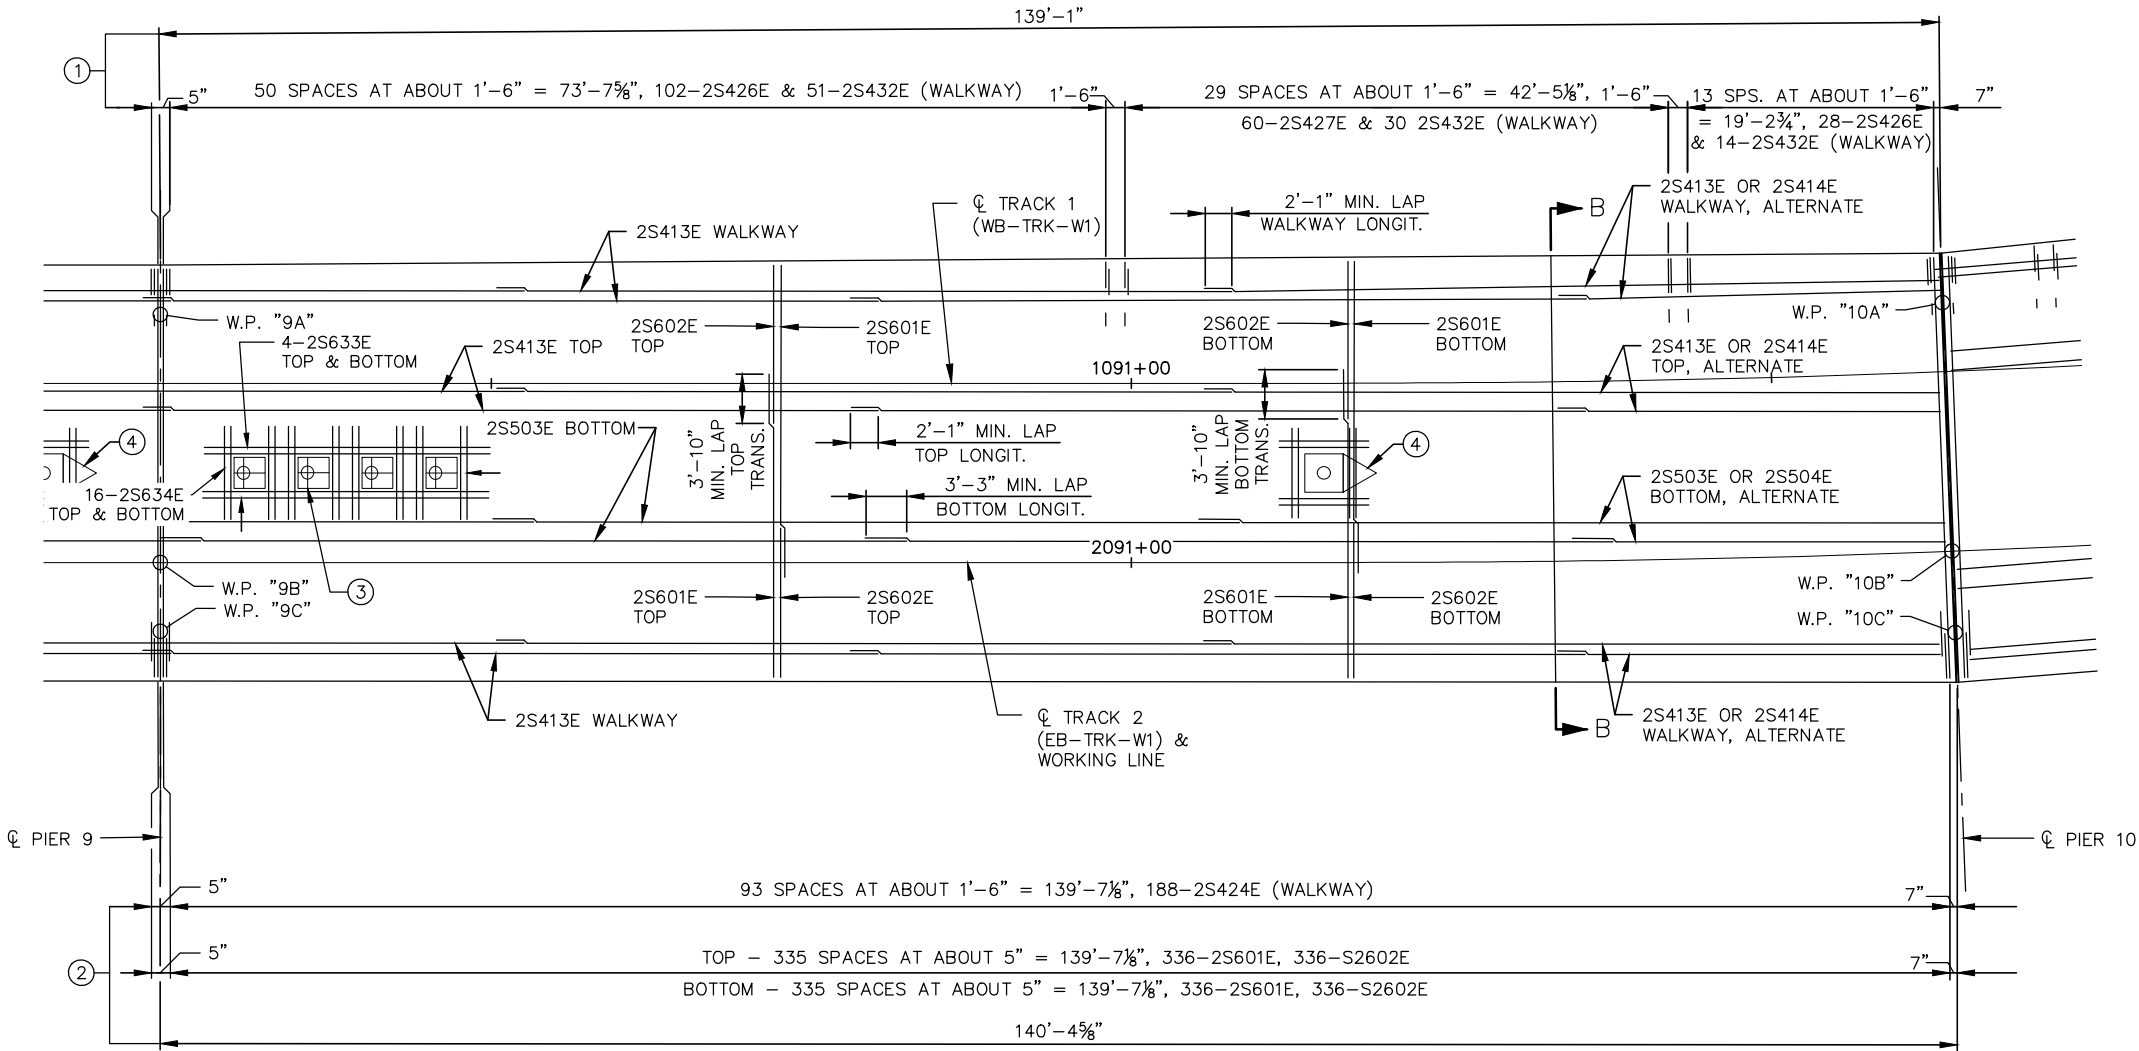 139'-1"
1
5"
50 SPACES AT ABOUT 1'-6" = 73'-7⅝", 102-2S426E & 51-2S432E (WALKWAY)
1'-6"
29 SPACES AT ABOUT 1'-6" = 42'-5⅛",
60-2S427E & 30 2S432E (WALKWAY)
1'-6"
13 SPS. AT ABOUT 1'-6"
= 19'-2¾", 28-2S426E
& 14-2S432E (WALKWAY)
7"
2S413E WALKWAY
℄ TRACK 1
(WB-TRK-W1)
2'-1" MIN. LAP
WALKWAY LONGIT.
B
2S413E OR 2S414E
WALKWAY, ALTERNATE
W.P. "9A"
4-2S633E
TOP & BOTTOM
2S413E TOP
2S602E
TOP
2S601E
TOP
2S602E
BOTTOM
2S601E
BOTTOM
W.P. "10A"
2S413E OR 2S414E
TOP, ALTERNATE
1091+00
4
2S503E BOTTOM
3'-10"
MIN. LAP
TOP
TRANS.
2'-1" MIN. LAP
TOP LONGIT.
3'-10"
MIN. LAP
BOTTOM
TRANS.
4
16-2S634E
TOP & BOTTOM
3'-3" MIN. LAP
BOTTOM LONGIT.
2S503E OR 2S504E
BOTTOM, ALTERNATE
2091+00
W.P. "9B"
W.P. "9C"
3
2S601E
TOP
2S602E
TOP
2S601E
BOTTOM
2S602E
BOTTOM
W.P. "10B"
W.P. "10C"
2S413E WALKWAY
℄ TRACK 2
(EB-TRK-W1) &
WORKING LINE
B
2S413E OR 2S414E
WALKWAY, ALTERNATE
℄ PIER 9
℄ PIER 10
5"
93 SPACES AT ABOUT 1'-6" = 139'-7⅛", 188-2S424E (WALKWAY)
7"
2
5"
TOP - 335 SPACES AT ABOUT 5" = 139'-7⅛", 336-2S601E, 336-S2602E
7"
BOTTOM - 335 SPACES AT ABOUT 5" = 139'-7⅛", 336-2S601E, 336-S2602E
140'-4⅝"